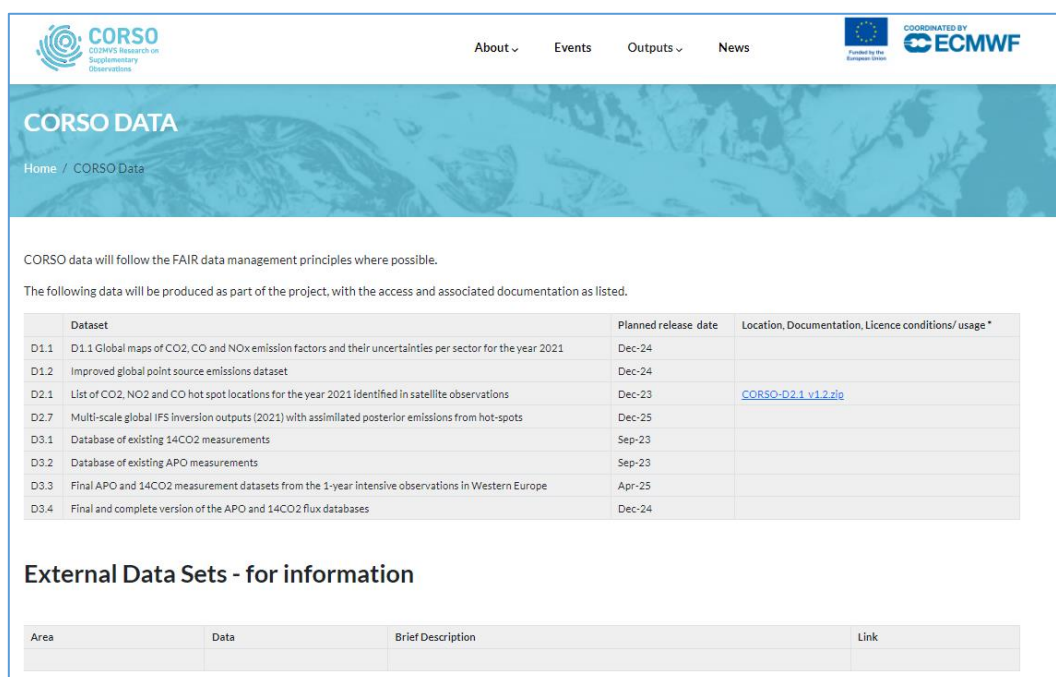 CORSO
CO2MVS Research on
Supplementary
Observations
About
Events
Outputs
News
Funded by the
European Union
COORDINATED BY
ECMWF
CORSO DATA
Home / CORSO Data
CORSO data will follow the FAIR data management principles where possible.
The following data will be produced as part of the project, with the access and associated documentation as listed.
Dataset Planned release date Location, Documentation, Licence conditions/ usage *
D1.1 D1.1 Global maps of CO2, CO and NOx emission factors and their uncertainties per sector for the year 2021 Dec-24
D1.2 Improved global point source emissions dataset Dec-24
D2.1 List of CO2, NO2 and CO hot spot locations for the year 2021 identified in satellite observations Dec-23 CORSO-D2.1_v1.2.zip
D2.7 Multi-scale global IFS inversion outputs (2021) with assimilated posterior emissions from hot-spots Dec-25
D3.1 Database of existing 14CO2 measurements Sep-23
D3.2 Database of existing APO measurements Sep-23
D3.3 Final APO and 14CO2 measurement datasets from the 1-year intensive observations in Western Europe Apr-25
D3.4 Final and complete version of the APO and 14CO2 flux databases Dec-24
External Data Sets - for information
Area Data Brief Description Link